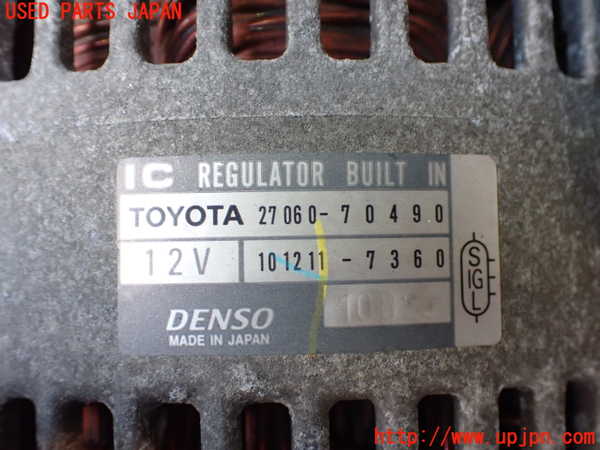 USED PARTS JAPAN
IC REGULATOR BUILT IN
TOYOTA 27060-70490
12V 101211-7360
S
IG
L
DENSO
MADE IN JAPAN
http://www.upjpn.com/